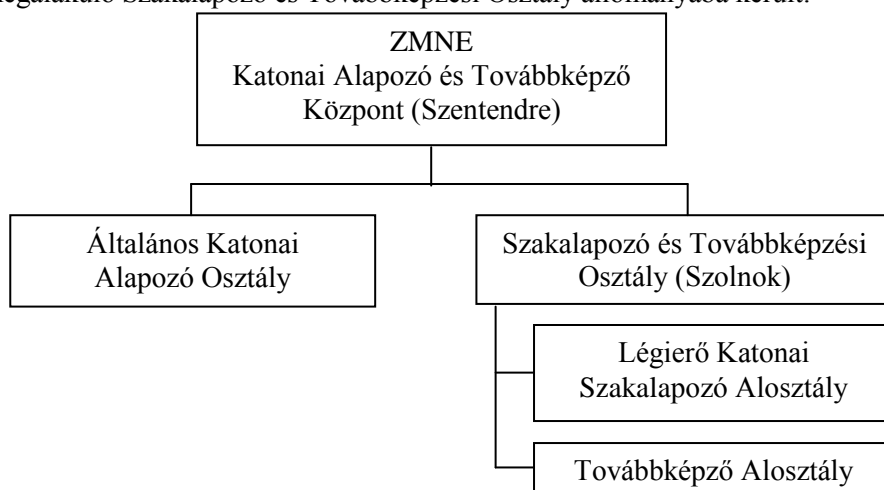 Szakalapozó és Továbbképzési Osztály állományába került.
ZMNE
Katonai Alapozó és Továbbképző
Központ (Szentendre)
Általános Katonai
Alapozó Osztály
Szakalapozó és Továbbképzési
Osztály (Szolnok)
Légierő Katonai
Szakalapozó Alosztály
Továbbképző Alosztály